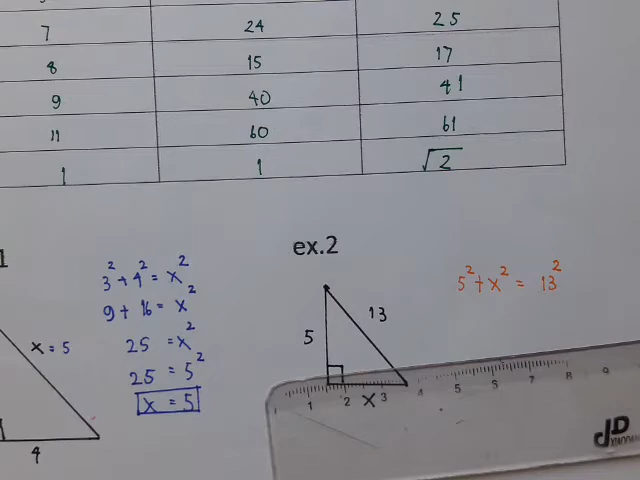 7 24 25
8 15 17
9 40 41
11 60 61
1 1 √2
1
3² + 4² = x²
9 + 16 = x²
25 = x²
25 = 5²
x = 5
x = 5
4
ex.2
5
13
x
5² + x² = 13²
1 2 3 4 5 6 7 8 9
JD